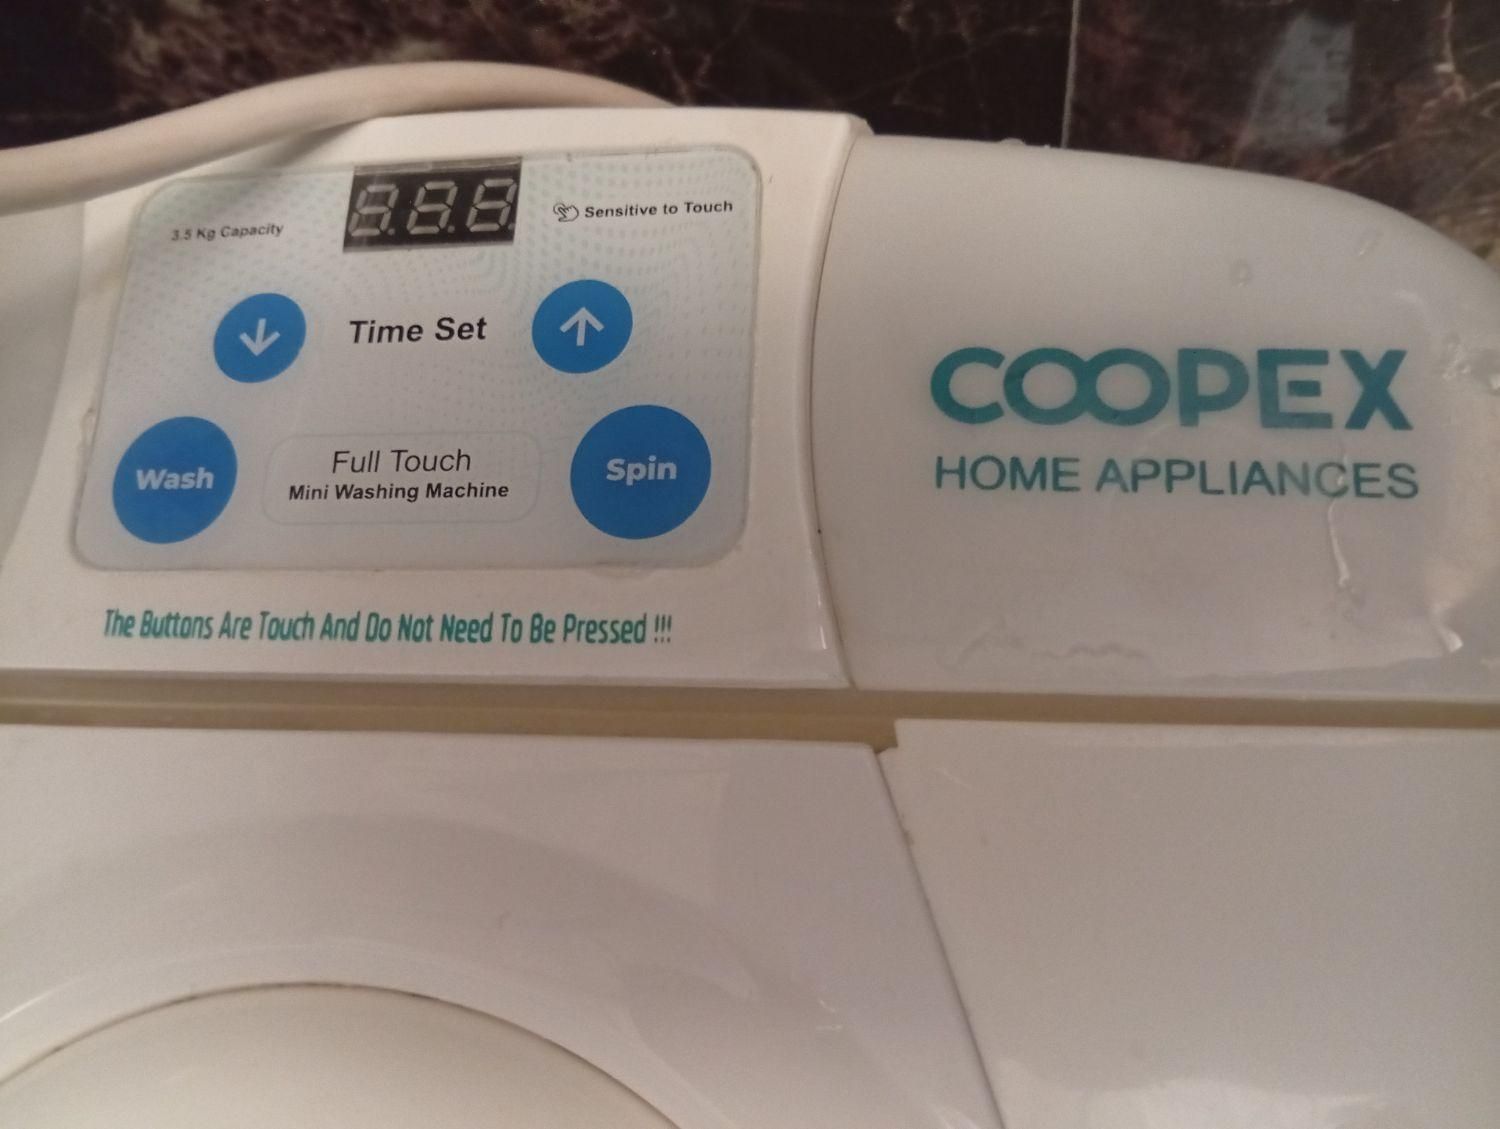 3.5 Kg Capacity
Sensitive to Touch
Time Set
Wash
Full Touch
Mini Washing Machine
Spin
The Buttons Are Touch And Do Not Need To Be Pressed !!!
COOPEX
HOME APPLIANCES